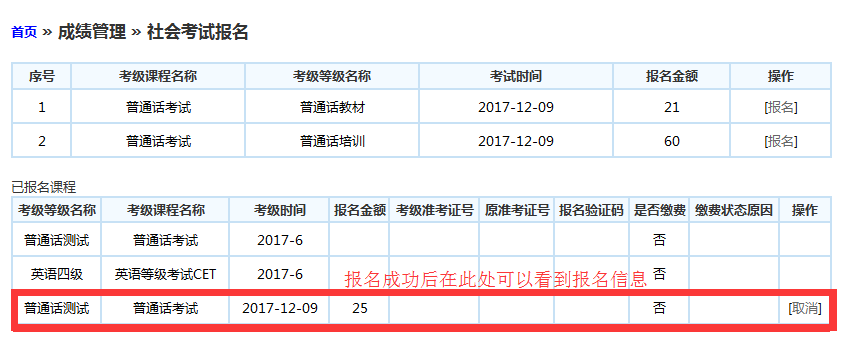 首页 » 成绩管理 » 社会考试报名
序号 考级课程名称 考级等级名称 考试时间 报名金额 操作
1 普通话考试 普通话教材 2017-12-09 21 [报名]
2 普通话考试 普通话培训 2017-12-09 60 [报名]
已报名课程
考级等级名称 考级课程名称 考级时间 报名金额 考级准考证号 原准考证号 报名验证码 是否缴费 缴费状态原因 操作
普通话测试 普通话考试 2017-6 否
英语四级 英语等级考试CET 2017-6 否
报名成功后在此处可以看到报名信息
普通话测试 普通话考试 2017-12-09 25 否 [取消]